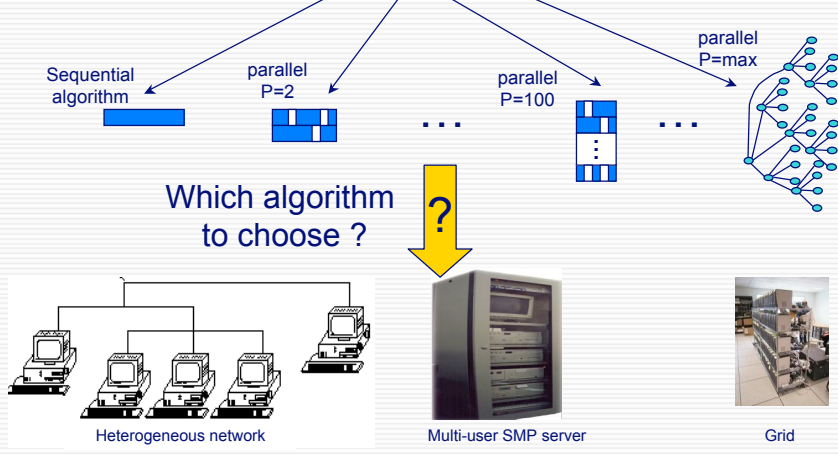 parallel
P=max
Sequential
algorithm
parallel
P=2
parallel
P=100
. . .
. . .
Which algorithm
to choose ?
?
Heterogeneous network
Multi-user SMP server
Grid